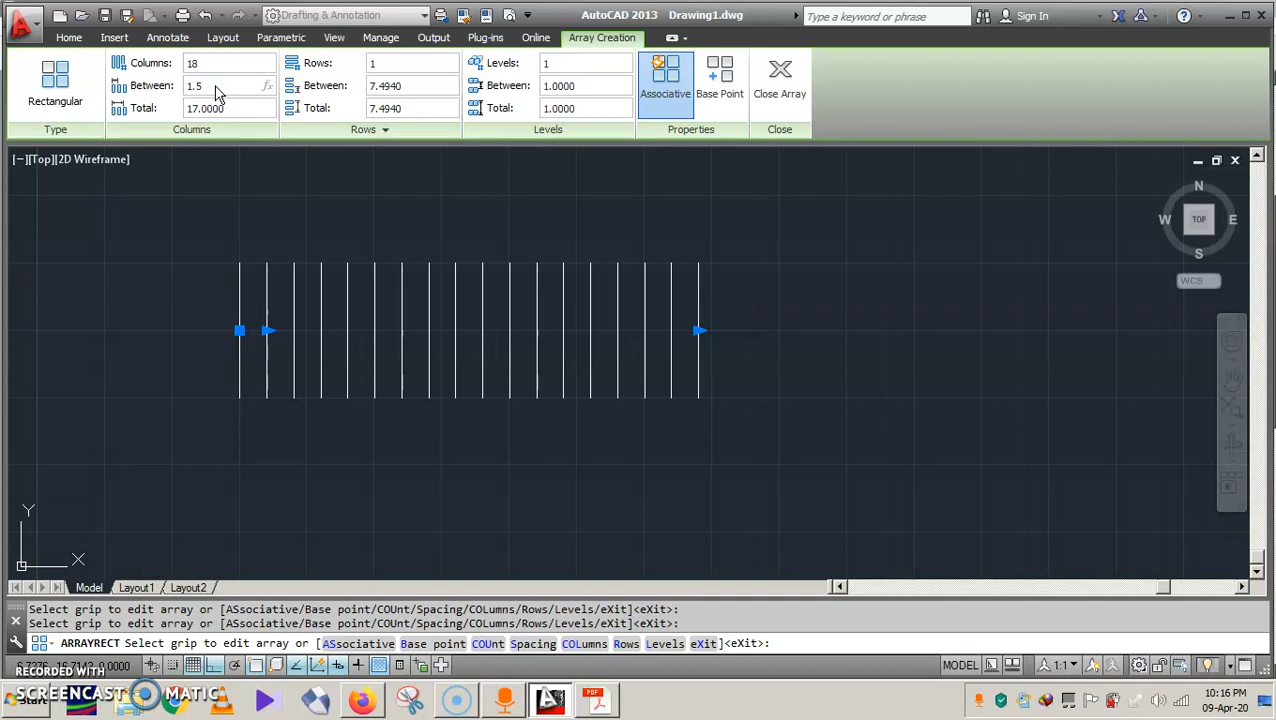 Drafting & Annotation
AutoCAD 2013 Drawing1.dwg
Type a keyword or phrase
Sign In
Home Insert Annotate Layout Parametric View Manage Output Plug-ins Online Array Creation
Columns: 18 Rows: 1 Levels: 1
Between: 1.5 fx Between: 7.4940 Between: 1.0000
Total: 17.0000 Total: 7.4940 Total: 1.0000
Rectangular Associative Base Point Close Array
Type Columns Rows Levels Properties Close
[−][Top][2D Wireframe]
N
W TOP E
S
WCS
Y
X
Model Layout1 Layout2
Select grip to edit array or [ASsociative/Base point/COUnt/Spacing/COLumns/Rows/Levels/eXit]<eXit>:
Select grip to edit array or [ASsociative/Base point/COUnt/Spacing/COLumns/Rows/Levels/eXit]<eXit>:
ARRAYRECT Select grip to edit array or [ASsociative Base point COUnt Spacing COLumns Rows Levels eXit]<eXit>:
MODEL 1:1
RECORDED WITH
SCREENCAST MATIC
Start
PDF
10:16 PM
09-Apr-20